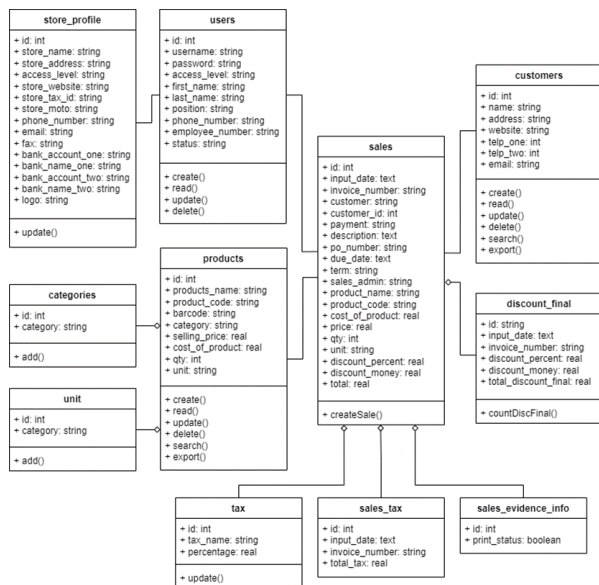 store_profile
+ id: int
+ store_name: string
+ store_address: string
+ access_level: string
+ store_website: string
+ store_tax_id: string
+ store_moto: string
+ phone_number: string
+ email: string
+ fax: string
+ bank_account_one: string
+ bank_name_one: string
+ bank_account_two: string
+ bank_name_two: string
+ logo: string
+ update()
users
+ id: int
+ username: string
+ password: string
+ access_level: string
+ first_name: string
+ last_name: string
+ position: string
+ phone_number: string
+ employee_number: string
+ status: string
+ create()
+ read()
+ update()
+ delete()
customers
+ id: int
+ name: string
+ address: string
+ website: string
+ telp_one: int
+ telp_two: int
+ email: string
+ create()
+ read()
+ update()
+ delete()
+ search()
+ export()
sales
+ id: int
+ input_date: text
+ invoice_number: string
+ customer: string
+ customer_id: int
+ payment: string
+ description: text
+ po_number: string
+ due_date: text
+ term: string
+ sales_admin: string
+ product_name: string
+ product_code: string
+ cost_of_product: real
+ price: real
+ qty: int
+ unit: string
+ discount_percent: real
+ discount_money: real
+ total: real
+ createSale()
products
+ id: int
+ products_name: string
+ product_code: string
+ barcode: string
+ category: string
+ selling_price: real
+ cost_of_product: real
+ qty: int
+ unit: string
+ create()
+ read()
+ update()
+ delete()
+ search()
+ export()
categories
+ id: int
+ category: string
+ add()
unit
+ id: int
+ category: string
+ add()
discount_final
+ id: string
+ input_date: text
+ invoice_number: string
+ discount_percent: real
+ discount_money: real
+ total_discount_final: real
+ countDiscFinal()
tax
+ id: int
+ tax_name: string
+ percentage: real
+ update()
sales_tax
+ id: int
+ input_date: text
+ invoice_number: string
+ total_tax: real
sales_evidence_info
+ id: int
+ print_status: boolean